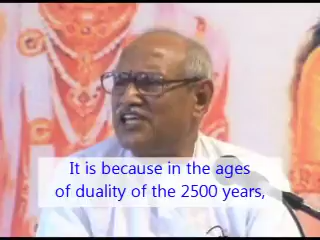 It is because in the ages
of duality of the 2500 years,